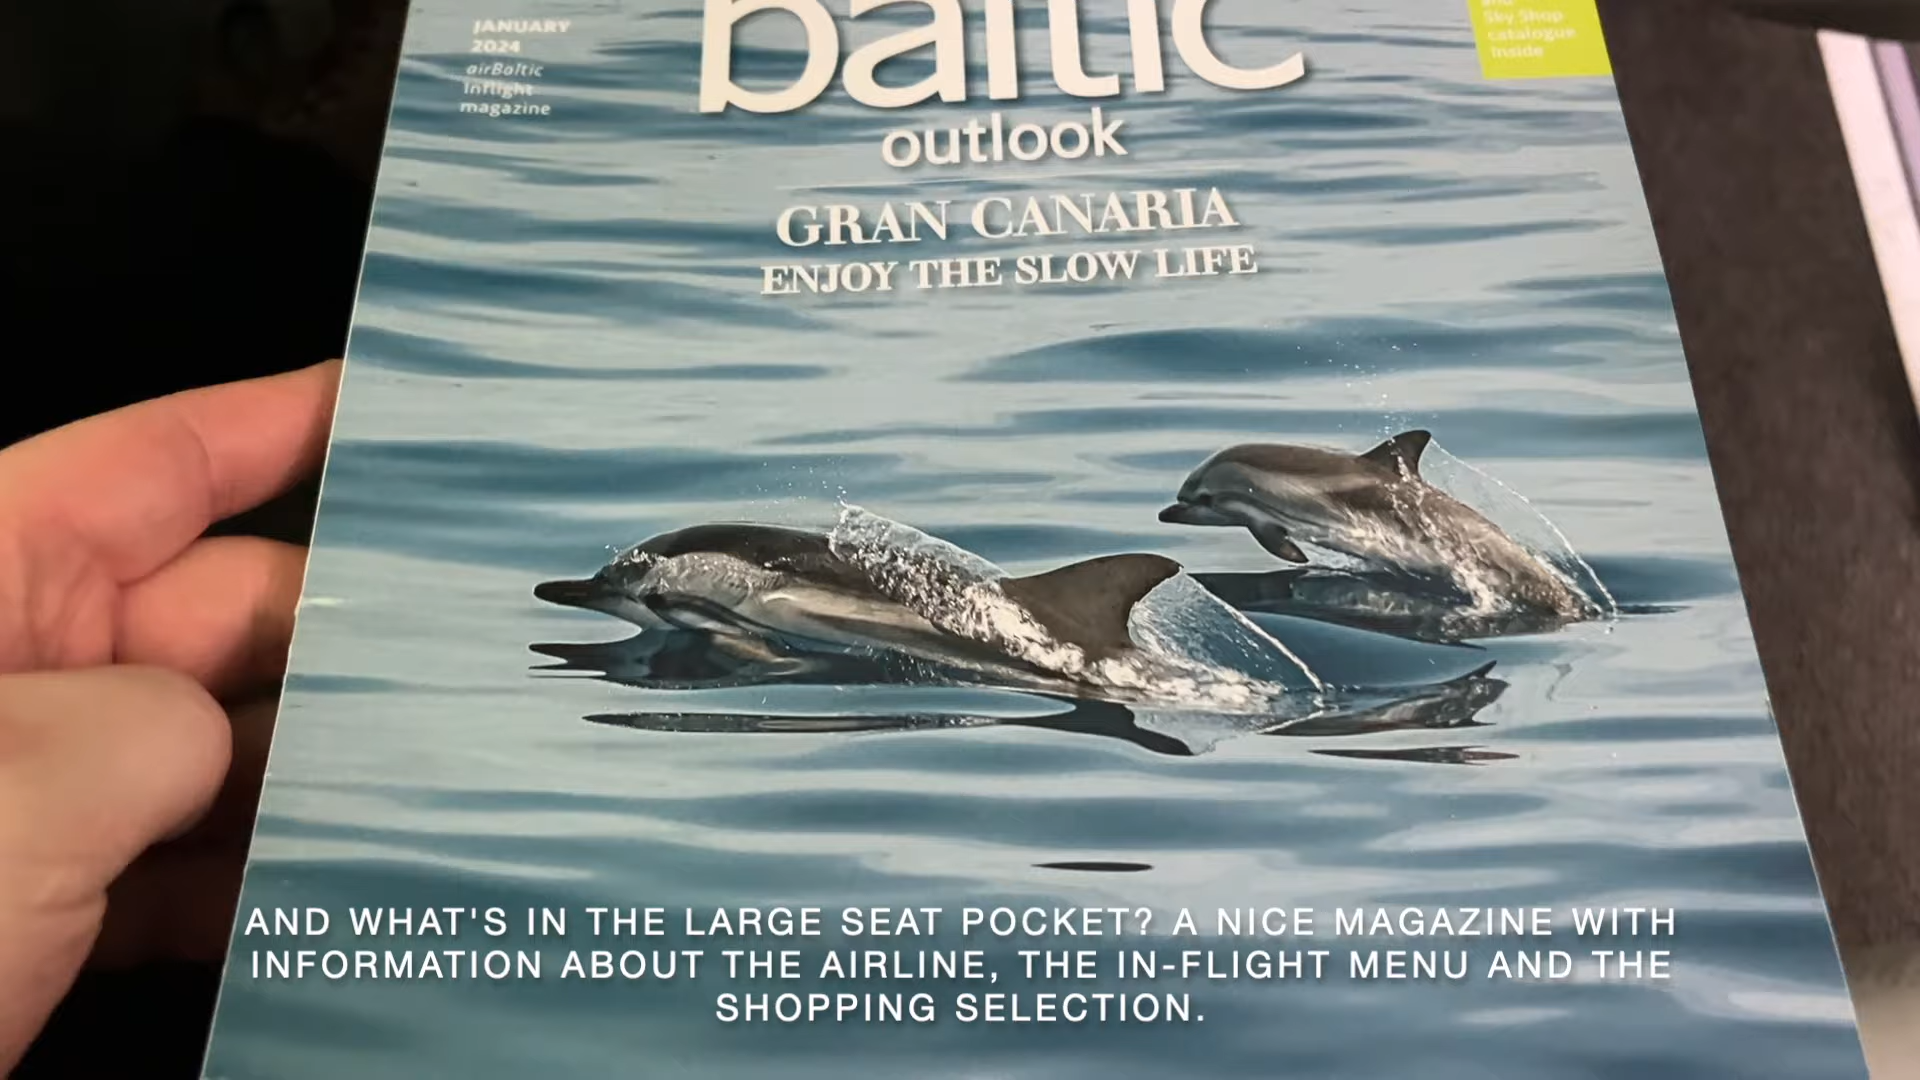 JANUARY
2024
airBaltic
inflight
magazine
baltic
outlook
and
Sky Shop
catalogue
inside
GRAN CANARIA
ENJOY THE SLOW LIFE
AND WHAT'S IN THE LARGE SEAT POCKET? A NICE MAGAZINE WITH
INFORMATION ABOUT THE AIRLINE, THE IN-FLIGHT MENU AND THE
SHOPPING SELECTION.